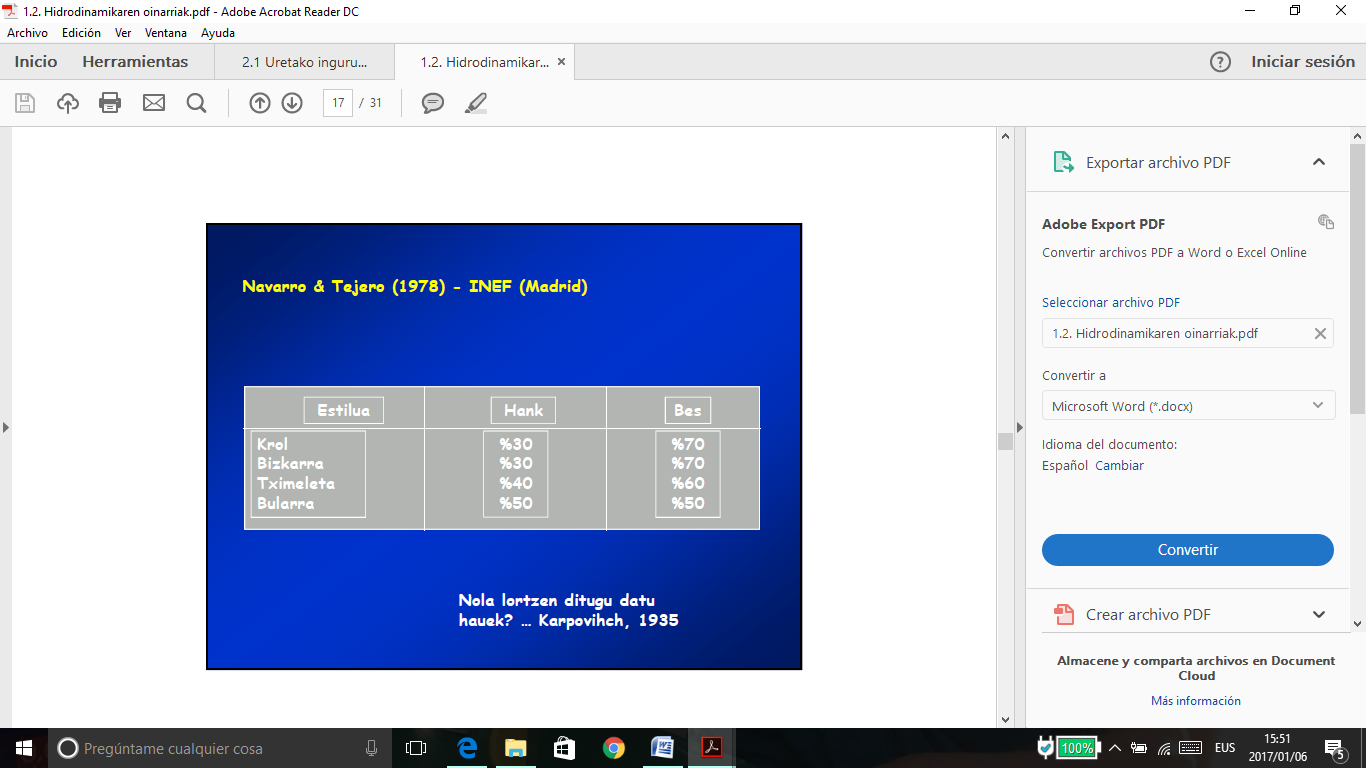 1.2. Hidrodinamikaren oinarriak.pdf - Adobe Acrobat Reader DC
Archivo Edición Ver Ventana Ayuda
Inicio Herramientas 2.1 Uretako inguru... 1.2. Hidrodinamikar... × Iniciar sesión
17 / 31
Exportar archivo PDF
Adobe Export PDF
Convertir archivos PDF a Word o Excel Online
Seleccionar archivo PDF
1.2. Hidrodinamikaren oinarriak.pdf
Convertir a
Microsoft Word (*.docx)
Idioma del documento:
Español Cambiar
Convertir
Crear archivo PDF
Almacene y comparta archivos en Document
Cloud
Más información
Navarro & Tejero (1978) - INEF (Madrid)
Estilua Hank Bes
Krol %30 %70
Bizkarra %30 %70
Tximeleta %40 %60
Bularra %50 %50
Nola lortzen ditugu datu
hauek? ... Karpovihch, 1935
Pregúntame cualquier cosa
100% EUS 15:51
2017/01/06 5